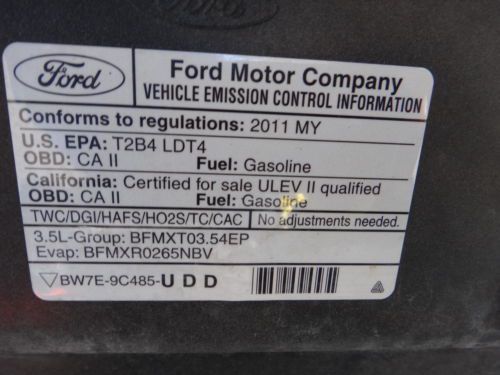 Ford
Ford Motor Company
VEHICLE EMISSION CONTROL INFORMATION
Conforms to regulations: 2011 MY
U.S. EPA: T2B4 LDT4
OBD: CA II Fuel: Gasoline
California: Certified for sale ULEV II qualified
OBD: CA II Fuel: Gasoline
TWC/DGI/HAFS/HO2S/TC/CAC No adjustments needed.
3.5L-Group: BFMXT03.54EP
Evap: BFMXR0265NBV
BW7E-9C485-U D D